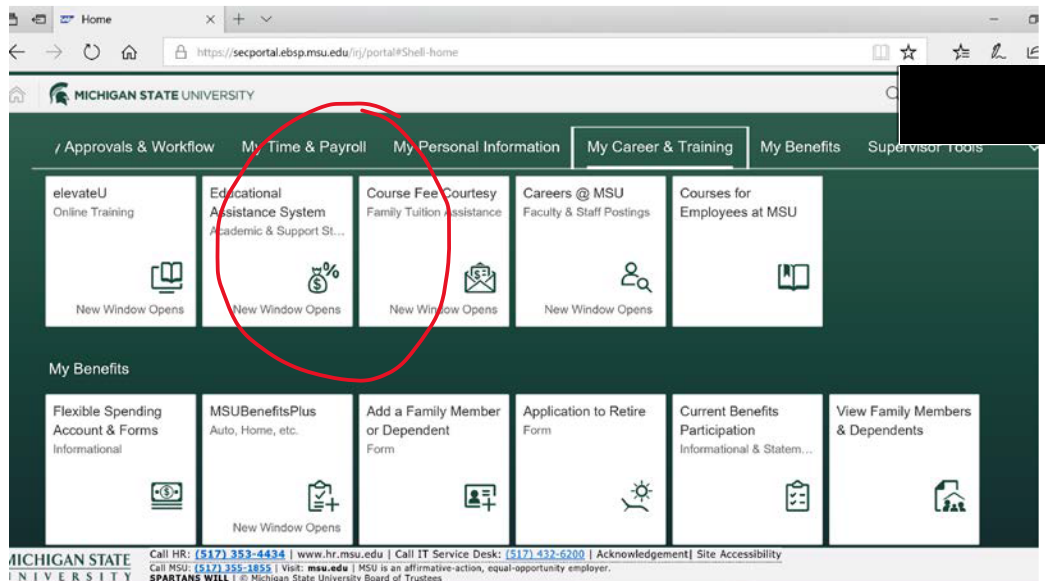 Home
https://secportal.ebsp.msu.edu/irj/portal#Shell-home
MICHIGAN STATE UNIVERSITY
y Approvals & Workflow My Time & Payroll My Personal Information My Career & Training My Benefits Supervisor Tools
elevateU
Online Training
New Window Opens
Educational
Assistance System
Academic & Support St...
New Window Opens
Course Fee Courtesy
Family Tuition Assistance
New Window Opens
Careers @ MSU
Faculty & Staff Postings
New Window Opens
Courses for
Employees at MSU
My Benefits
Flexible Spending
Account & Forms
Informational
MSUBenefitsPlus
Auto, Home, etc.
New Window Opens
Add a Family Member
or Dependent
Form
Application to Retire
Form
Current Benefits
Participation
Informational & Statem...
View Family Members
& Dependents
MICHIGAN STATE
UNIVERSITY
Call HR: (517) 353-4434 | www.hr.msu.edu | Call IT Service Desk: (517) 432-6200 | Acknowledgement| Site Accessibility
Call MSU: (517) 355-1855 | Visit: msu.edu | MSU is an affirmative-action, equal-opportunity employer.
SPARTANS WILL | © Michigan State University Board of Trustees